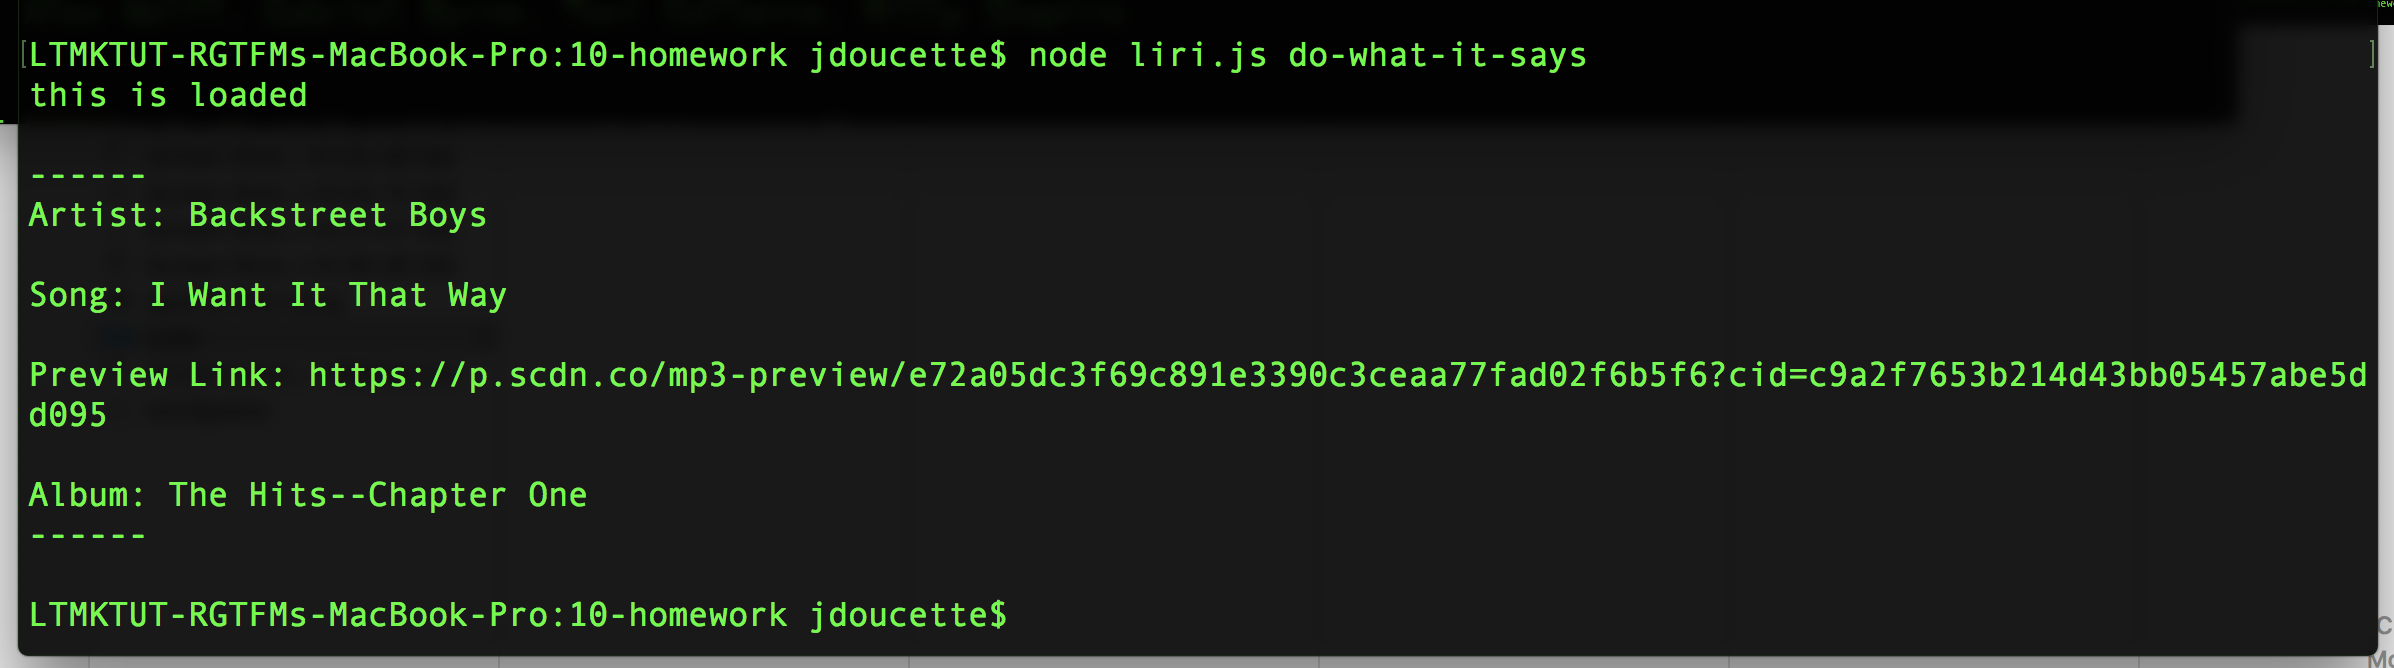 LTMKTUT-RGTFMs-MacBook-Pro:10-homework jdoucette$ node liri.js do-what-it-says
this is loaded
------
Artist: Backstreet Boys
Song: I Want It That Way
Preview Link: https://p.scdn.co/mp3-preview/e72a05dc3f69c891e3390c3ceaa77fad02f6b5f6?cid=c9a2f7653b214d43bb05457abe5d
d095
Album: The Hits--Chapter One
------
LTMKTUT-RGTFMs-MacBook-Pro:10-homework jdoucette$